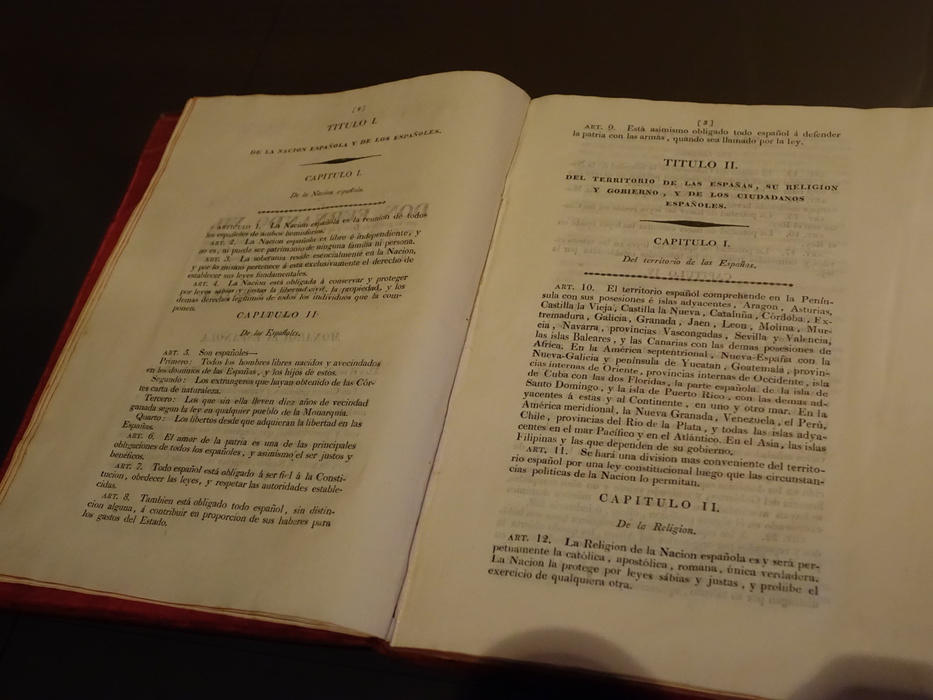 TITULO I.
DE LA NACION ESPAÑOLA Y DE LOS ESPAÑOLES.
CAPITULO I.
De la Nacion española.
ARTICULO 1. La Nacion española es la reunion de todos
los españoles de ambos hemisferios.
ART. 2. La Nacion española es libre é independiente, y
no es, ni puede ser patrimonio de ninguna familia ni persona.
ART. 3. La soberanía reside esencialmente en la Nacion,
y por lo mismo pertenece á esta exclusivamente el derecho de
establecer sus leyes fundamentales.
ART. 4. La Nacion está obligada á conservar y proteger
por leyes sábias y justas la libertad civil, la propiedad, y los
demas derechos legítimos de todos los individuos que la com-
ponen.
CAPITULO II.
De los Españoles.
ART. 5. Son españoles—
Primero: Todos los hombres libres nacidos y avecindados
en los dominios de las Españas, y los hijos de estos.
Segundo: Los extrangeros que hayan obtenido de las Cór-
tes carta de naturaleza.
Tercero: Los que sin ella lleven diez años de vecindad
ganada segun la ley en qualquier pueblo de la Monarquía.
Quarto: Los libertos desde que adquieran la libertad en las
Españas.
ART. 6. El amor de la patria es una de las principales
obligaciones de todos los españoles, y asimismo el ser justos y
benéficos.
ART. 7. Todo español está obligado á ser fiel á la Consti-
tucion, obedecer las leyes, y respetar las autoridades estable-
cidas.
ART. 8. Tambien está obligado todo español, sin distin-
cion alguna, á contribuir en proporcion de sus haberes para
los gastos del Estado.
[3]
ART. 9. Está asimismo obligado todo español á defender
la patria con las armas, quando sea llamado por la ley.
TITULO II.
DEL TERRITORIO DE LAS ESPAÑAS, SU RELIGION
Y GOBIERNO, Y DE LOS CIUDADANOS
ESPAÑOLES.
CAPITULO I.
Del territorio de las Españas.
ART. 10. El territorio español comprehende en la Penín-
sula con sus posesiones é islas adyacentes, Aragon, Asturias,
Castilla la Vieja, Castilla la Nueva, Cataluña, Córdoba, Ex-
tremadura, Galicia, Granada, Jaen, Leon, Molina, Mur-
cia, Navarra, provincias Vascongadas, Sevilla y Valencia,
las islas Baleares, y las Canarias con las demas posesiones de
Africa. En la América septentrional, Nueva-España con la
Nueva-Galicia y península de Yucatan, Goatemala, provin-
cias internas de Oriente, provincias internas de Occidente, isla
de Cuba con las dos Floridas, la parte española de la isla de
Santo Domingo, y la isla de Puerto Rico, con las demas ad-
yacentes á estas y al Continente, en uno y otro mar. En la
América meridional, la Nueva Granada, Venezuela, el Perú,
Chile, provincias del Rio de la Plata, y todas las islas adya-
centes en el mar Pacífico y en el Atlántico. En el Asia, las islas
Filipinas y las que dependen de su gobierno.
ART. 11. Se hará una division mas conveniente del territo-
rio español por una ley constitucional luego que las circunstan-
cias políticas de la Nacion lo permitan.
CAPITULO II.
De la Religion.
ART. 12. La Religion de la Nacion española es y será per-
petuamente la católica, apostólica, romana, única verdadera.
La Nacion la protege por leyes sábias y justas, y prohibe el
exercicio de qualquiera otra.